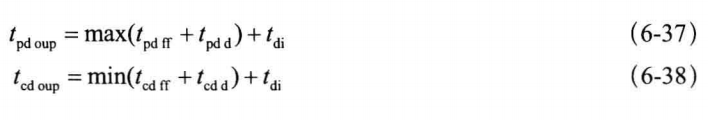 t_pd oup = max(t_pd ff + t_pd d) + t_di (6-37)
t_cd oup = min(t_cd ff + t_cd d) + t_di (6-38)